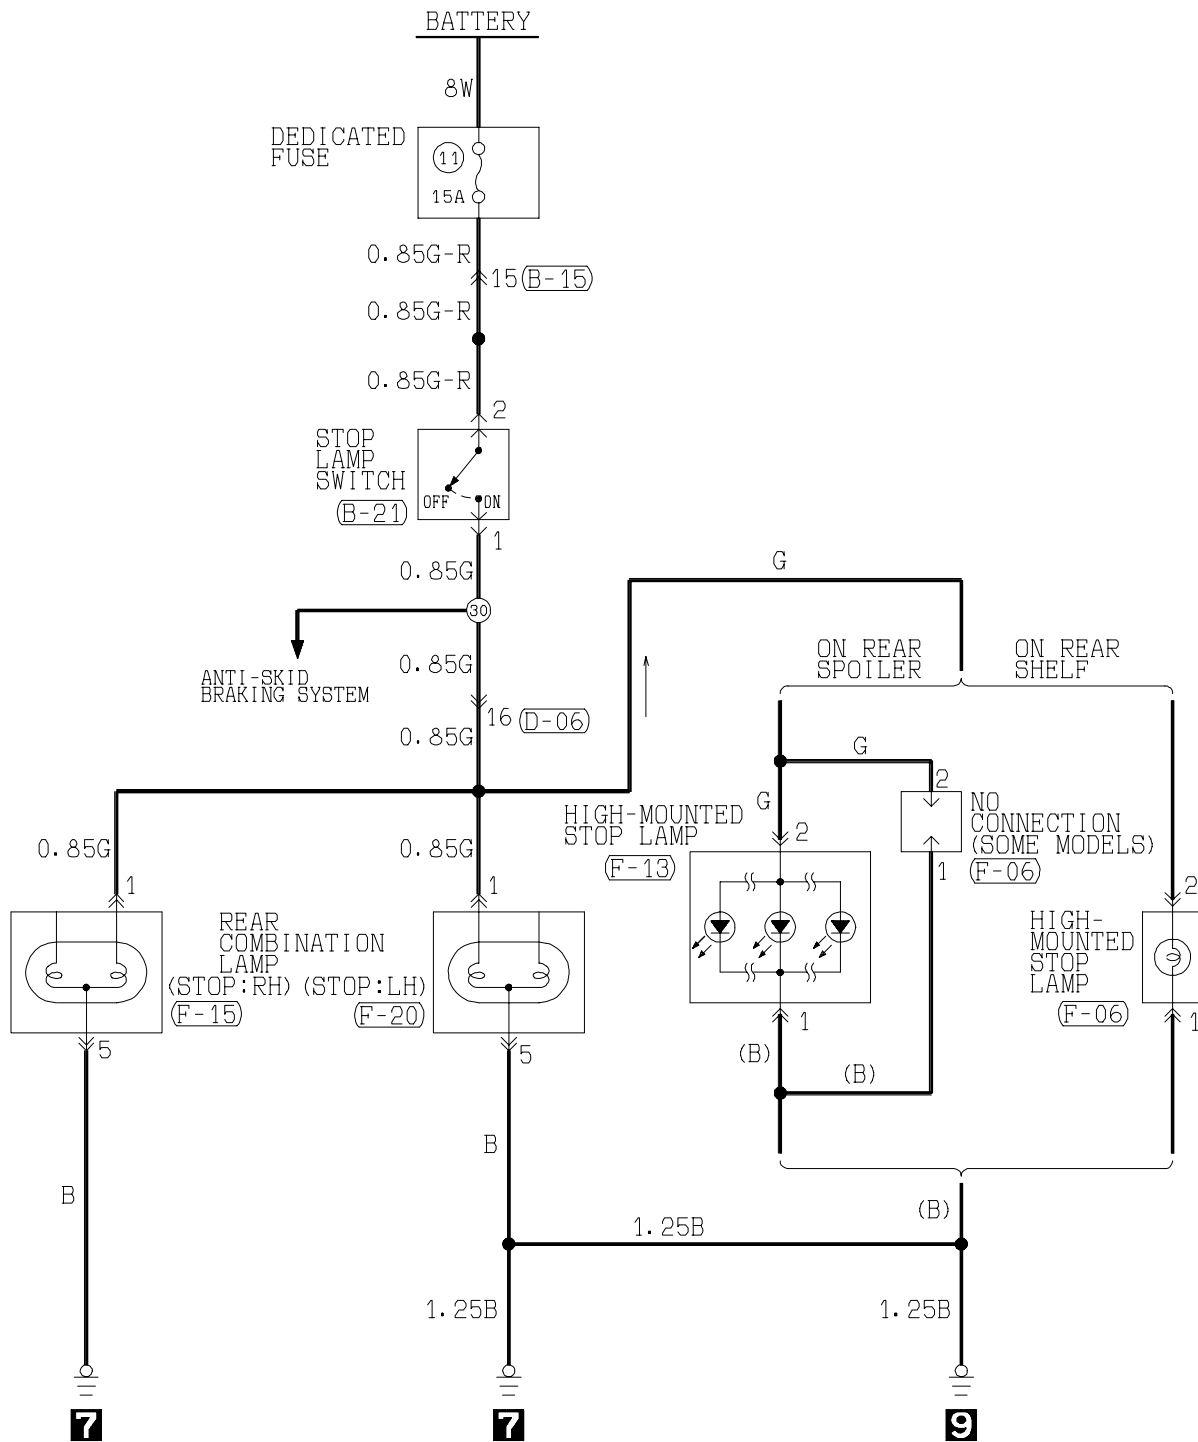 BATTERY
8W
DEDICATED
FUSE
11
15A
0.85G-R
15 B-15
0.85G-R
0.85G-R
2
STOP
LAMP
SWITCH
B-21
OFF ON
1
0.85G
30
ANTI-SKID
BRAKING SYSTEM
0.85G
16 D-06
0.85G
G
ON REAR
SPOILER
ON REAR
SHELF
G
2
NO
CONNECTION
(SOME MODELS)
F-06
1
G
HIGH-MOUNTED
STOP LAMP
F-13
2
0.85G
1
0.85G
1
REAR
COMBINATION
LAMP
(STOP:RH) (STOP:LH)
F-15
F-20
5
5
1
(B)
(B)
2
HIGH-
MOUNTED
STOP
LAMP
F-06
1
B
B
(B)
1.25B
1.25B
1.25B
7
7
9